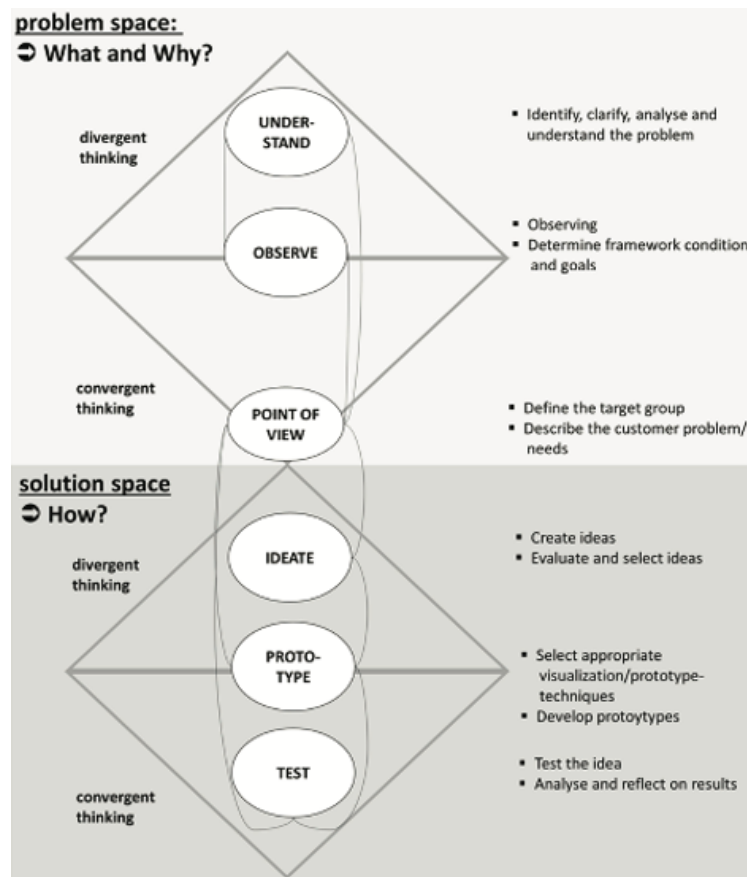 problem space:
➲ What and Why?
divergent
thinking
UNDER-
STAND
▪ Identify, clarify, analyse and
understand the problem
OBSERVE
▪ Observing
▪ Determine framework condition
and goals
convergent
thinking
POINT OF
VIEW
▪ Define the target group
▪ Describe the customer problem/
needs
solution space
➲ How?
divergent
thinking
IDEATE
▪ Create ideas
▪ Evaluate and select ideas
PROTO-
TYPE
▪ Select appropriate
visualization/prototype-
techniques
▪ Develop protoytypes
TEST
▪ Test the idea
▪ Analyse and reflect on results
convergent
thinking